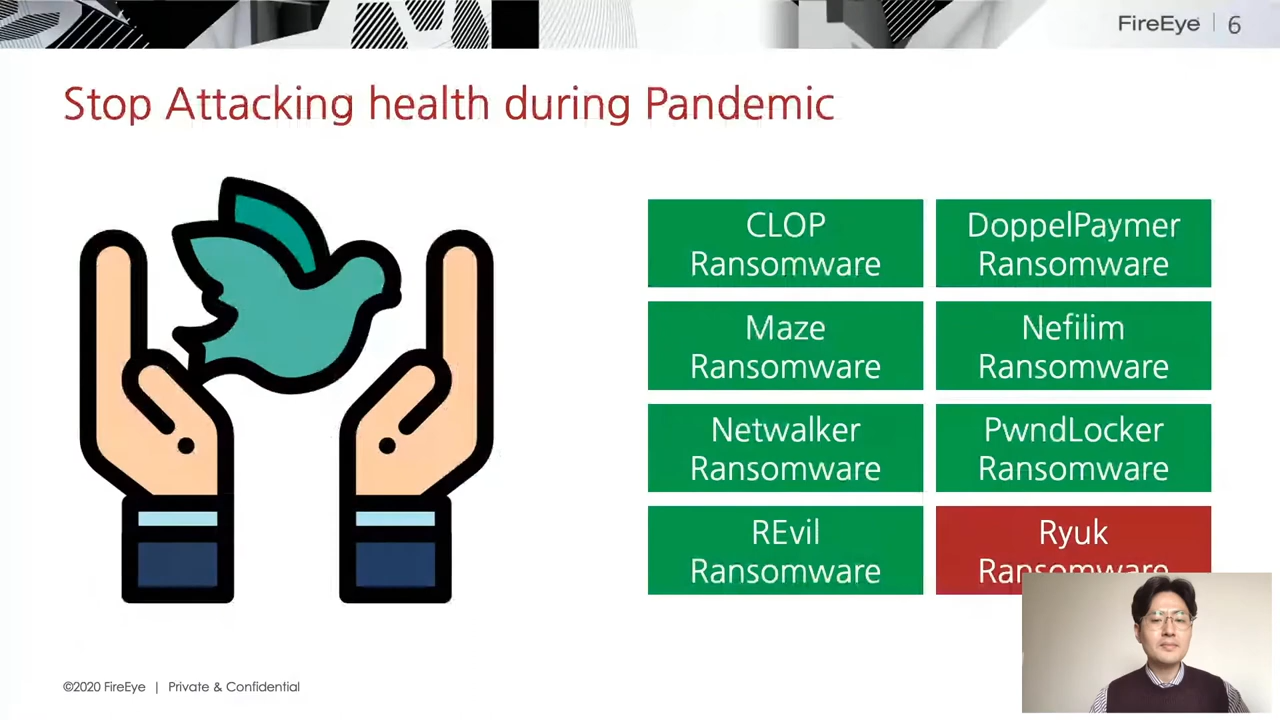 FireEye | 6
Stop Attacking health during Pandemic
CLOP
Ransomware
DoppelPaymer
Ransomware
Maze
Ransomware
Nefilim
Ransomware
Netwalker
Ransomware
PwndLocker
Ransomware
REvil
Ransomware
Ryuk
Ransomware
©2020 FireEye | Private & Confidential